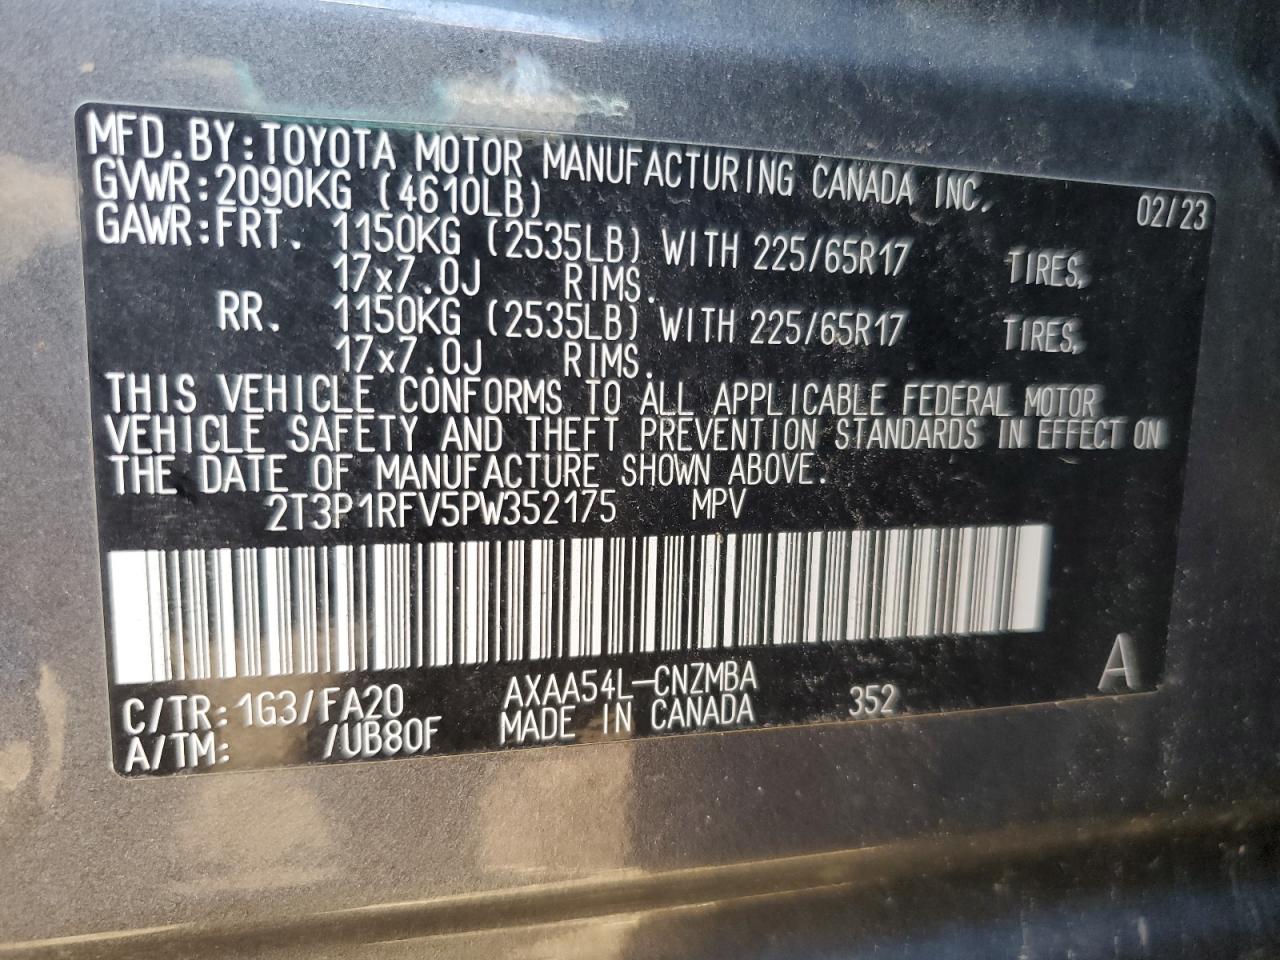 MFD.BY:TOYOTA MOTOR MANUFACTURING CANADA INC. 02/23
GVWR:2090KG (4610LB)
GAWR:FRT. 1150KG (2535LB) WITH 225/65R17 TIRES,
17x7.0J RIMS.
RR. 1150KG (2535LB) WITH 225/65R17 TIRES,
17x7.0J RIMS.
THIS VEHICLE CONFORMS TO ALL APPLICABLE FEDERAL MOTOR
VEHICLE SAFETY AND THEFT PREVENTION STANDARDS IN EFFECT ON
THE DATE OF MANUFACTURE SHOWN ABOVE.
2T3P1RFV5PW352175 MPV
C/TR:1G3/FA20 AXAA54L-CNZMBA 352 A
A/TM: /UB80F MADE IN CANADA